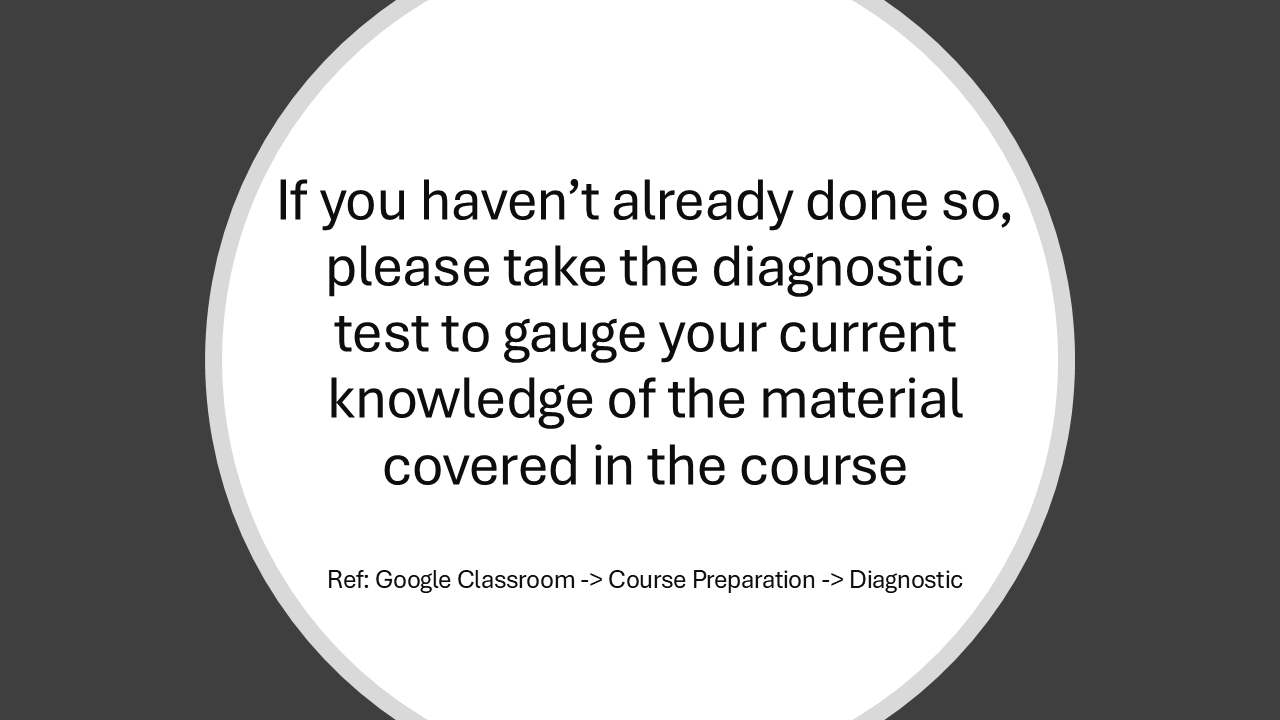 If you haven’t already done so,
please take the diagnostic
test to gauge your current
knowledge of the material
covered in the course
Ref: Google Classroom -> Course Preparation -> Diagnostic